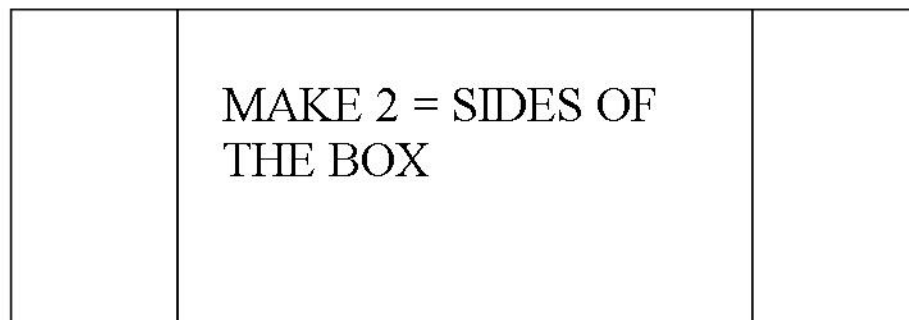 MAKE 2 = SIDES OF
THE BOX